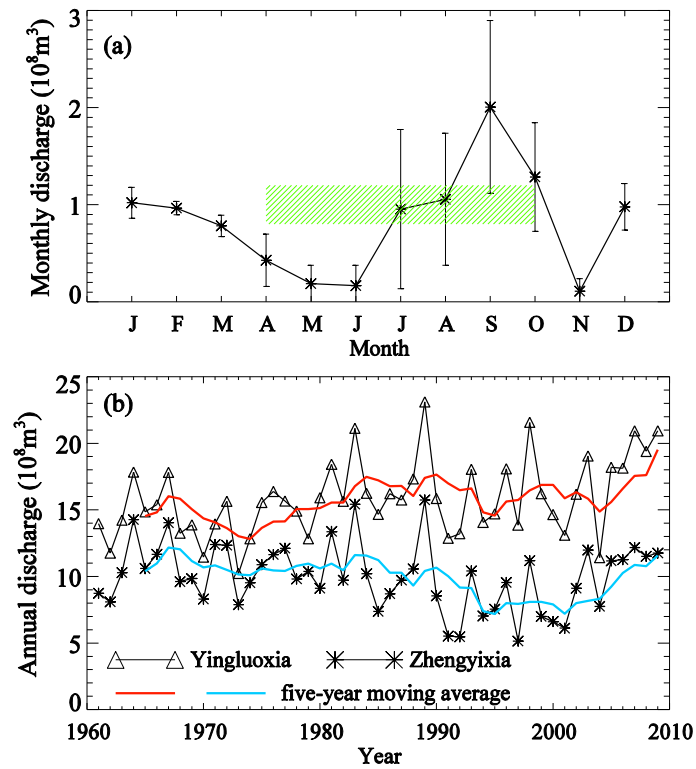 3
(a)
2
1
0
Monthly discharge (10⁸m³)
J F M A M J J A S O N D
Month
25
(b)
20
15
10
5
0
Annual discharge (10⁸m³)
Yingluoxia Zhengyixia
five-year moving average
1960 1970 1980 1990 2000 2010
Year